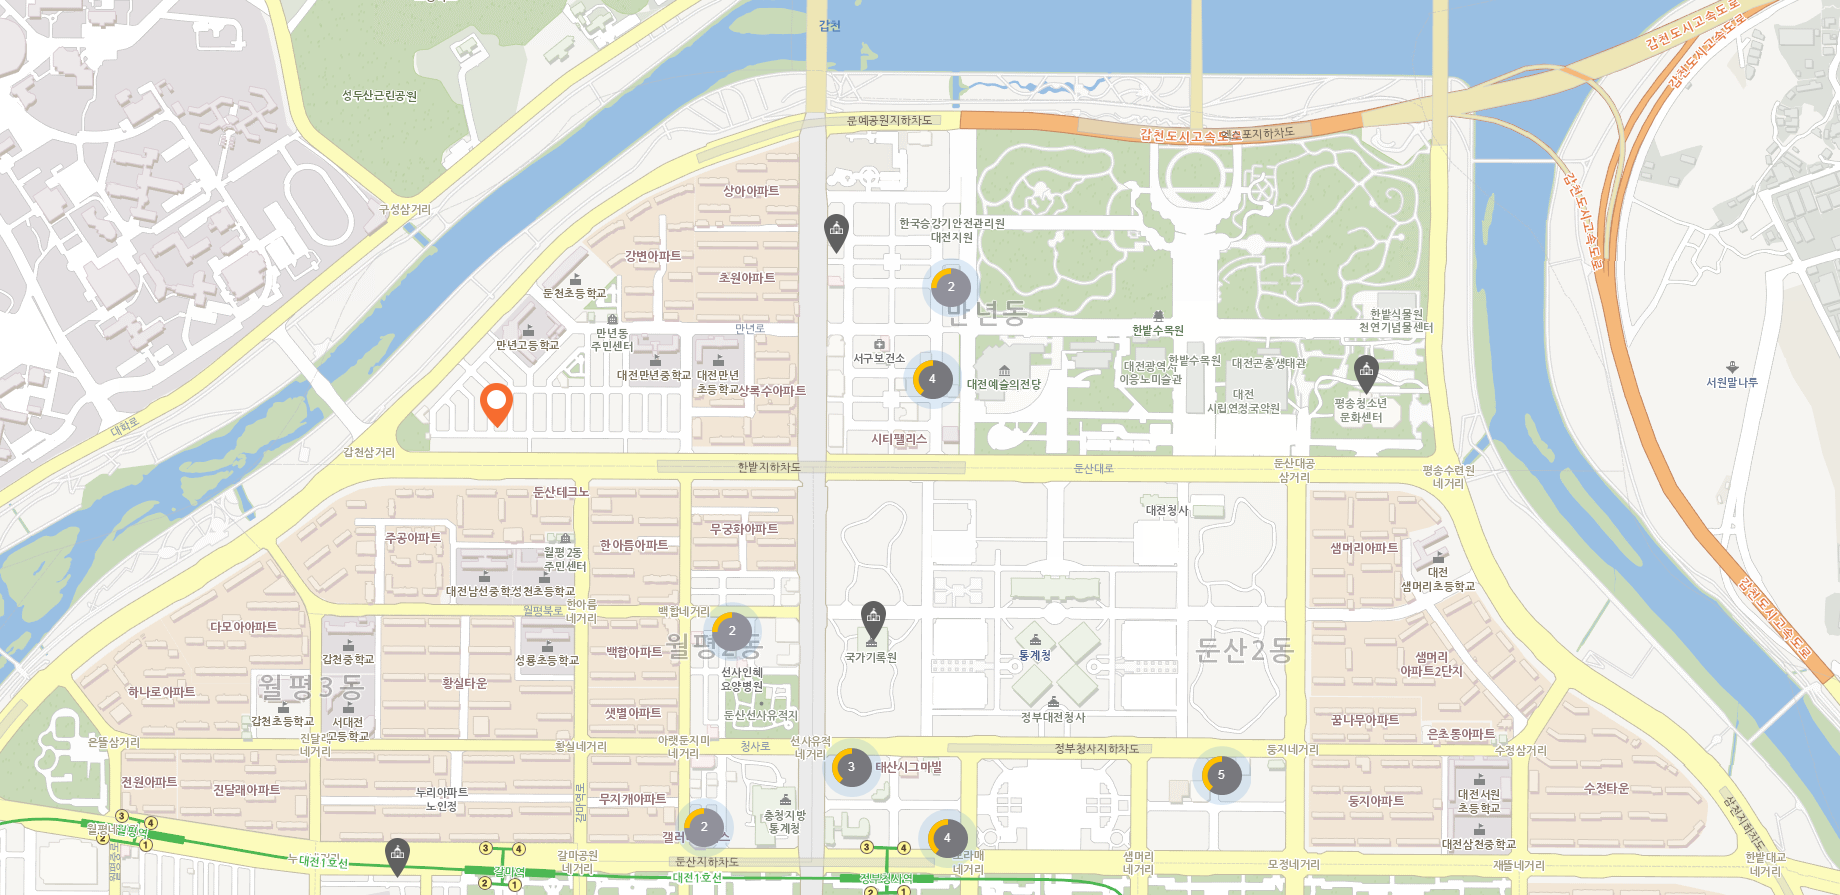 갑천
갑천도시고속도로
갑천도시고속도로
성두산근린공원
문예공원지하차도
갑천도시고속도로
엑스포지하차도
상아아파트
구성삼거리
갑천도시고속도로
한국승강기안전관리원
대전지원
강변아파트
초원아파트
둔천초등학교
2
만년동
한밭식물원
천연기념물센터
만년동
주민센터
만년로
한밭수목원
만년고등학교
서구보건소
대전만년중학교
대전만년
초등학교
상록수아파트
4
대전예술의전당
대전광역시
이응노미술관
한밭수목원
대전곤충생태관
대전
시립연정국악원
평송청소년
문화센터
서원말나루
대학로
시티팰리스
갑천삼거리
한밭지하차도
둔산대로
둔산대공
삼거리
평송수련원
네거리
둔산테크노
대전청사
무궁화아파트
주공아파트
한아름아파트
월평2동
주민센터
샘머리아파트
대전
샘머리초등학교
대전남선중학교
성천초등학교
월평북로
한아름
네거리
백합네거리
갑천도시고속도로
다모아아파트
2
월평2동
갑천중학교
성룡초등학교
백합아파트
국가기록원
통계청
둔산2동
샘머리
아파트2단지
선사인혜
요양병원
월평3동
하나로아파트
황실타운
갑천초등학교
서대전
고등학교
샛별아파트
둔산선사유적지
정부대전청사
꿈나무아파트
은초롱아파트
은뜰삼거리
진달래
네거리
황실네거리
아랫둔지미
네거리
청사로
선사유적
네거리
정부청사지하차도
둥지네거리
수정삼거리
3
태산시그마빌
5
전원아파트
진달래아파트
누리아파트
노인정
무지개아파트
갈마역로
충청지방
통계청
둥지아파트
대전서원
초등학교
수정타운
삼천지하차도
3
4
월평역
2
1
2
4
대전삼천중학교
대전1호선
3
4
갈마역
2
1
갈마공원
네거리
둔산지하차도
대전1호선
3
4
정부청사역
2
1
네거리
샘머리
네거리
모정네거리
재뜰네거리
한밭대교
네거리